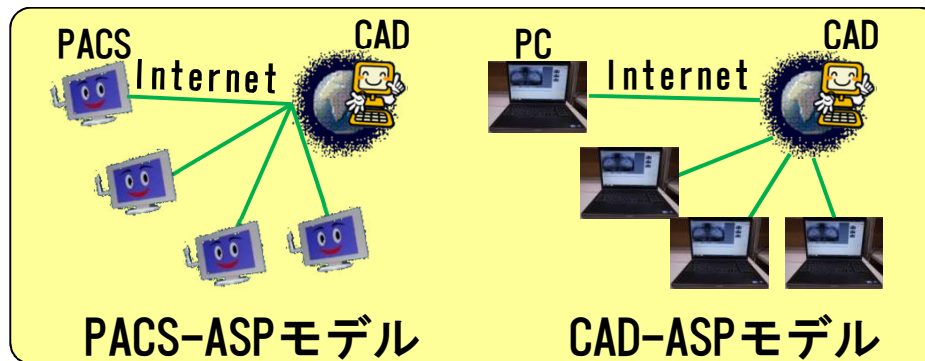 PACS
CAD
Internet
PACS-ASPモデル
PC
CAD
Internet
CAD-ASPモデル